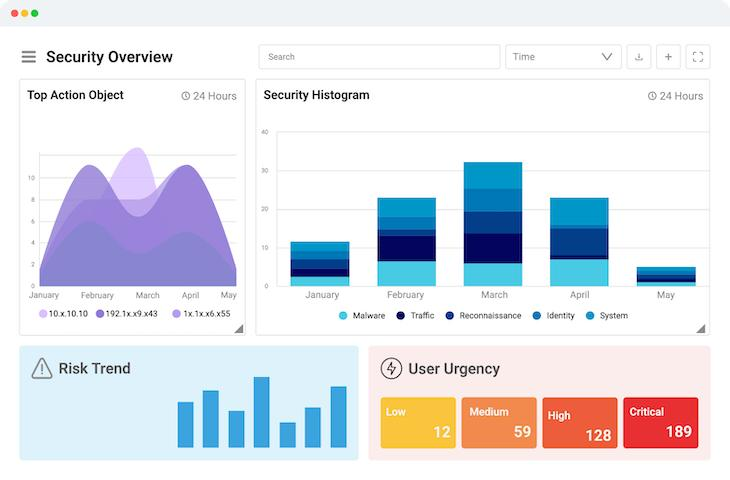 Security Overview
Search
Time
Top Action Object
24 Hours
10
8
6
4
2
0
January February March April May
10.x.10.10 192.1x.x9.x43 1x.1x.x6.x55
Security Histogram
24 Hours
40
30
20
10
0
January February March April May
Malware Traffic Reconnaissance Identity System
Risk Trend
User Urgency
Low
12
Medium
59
High
128
Critical
189